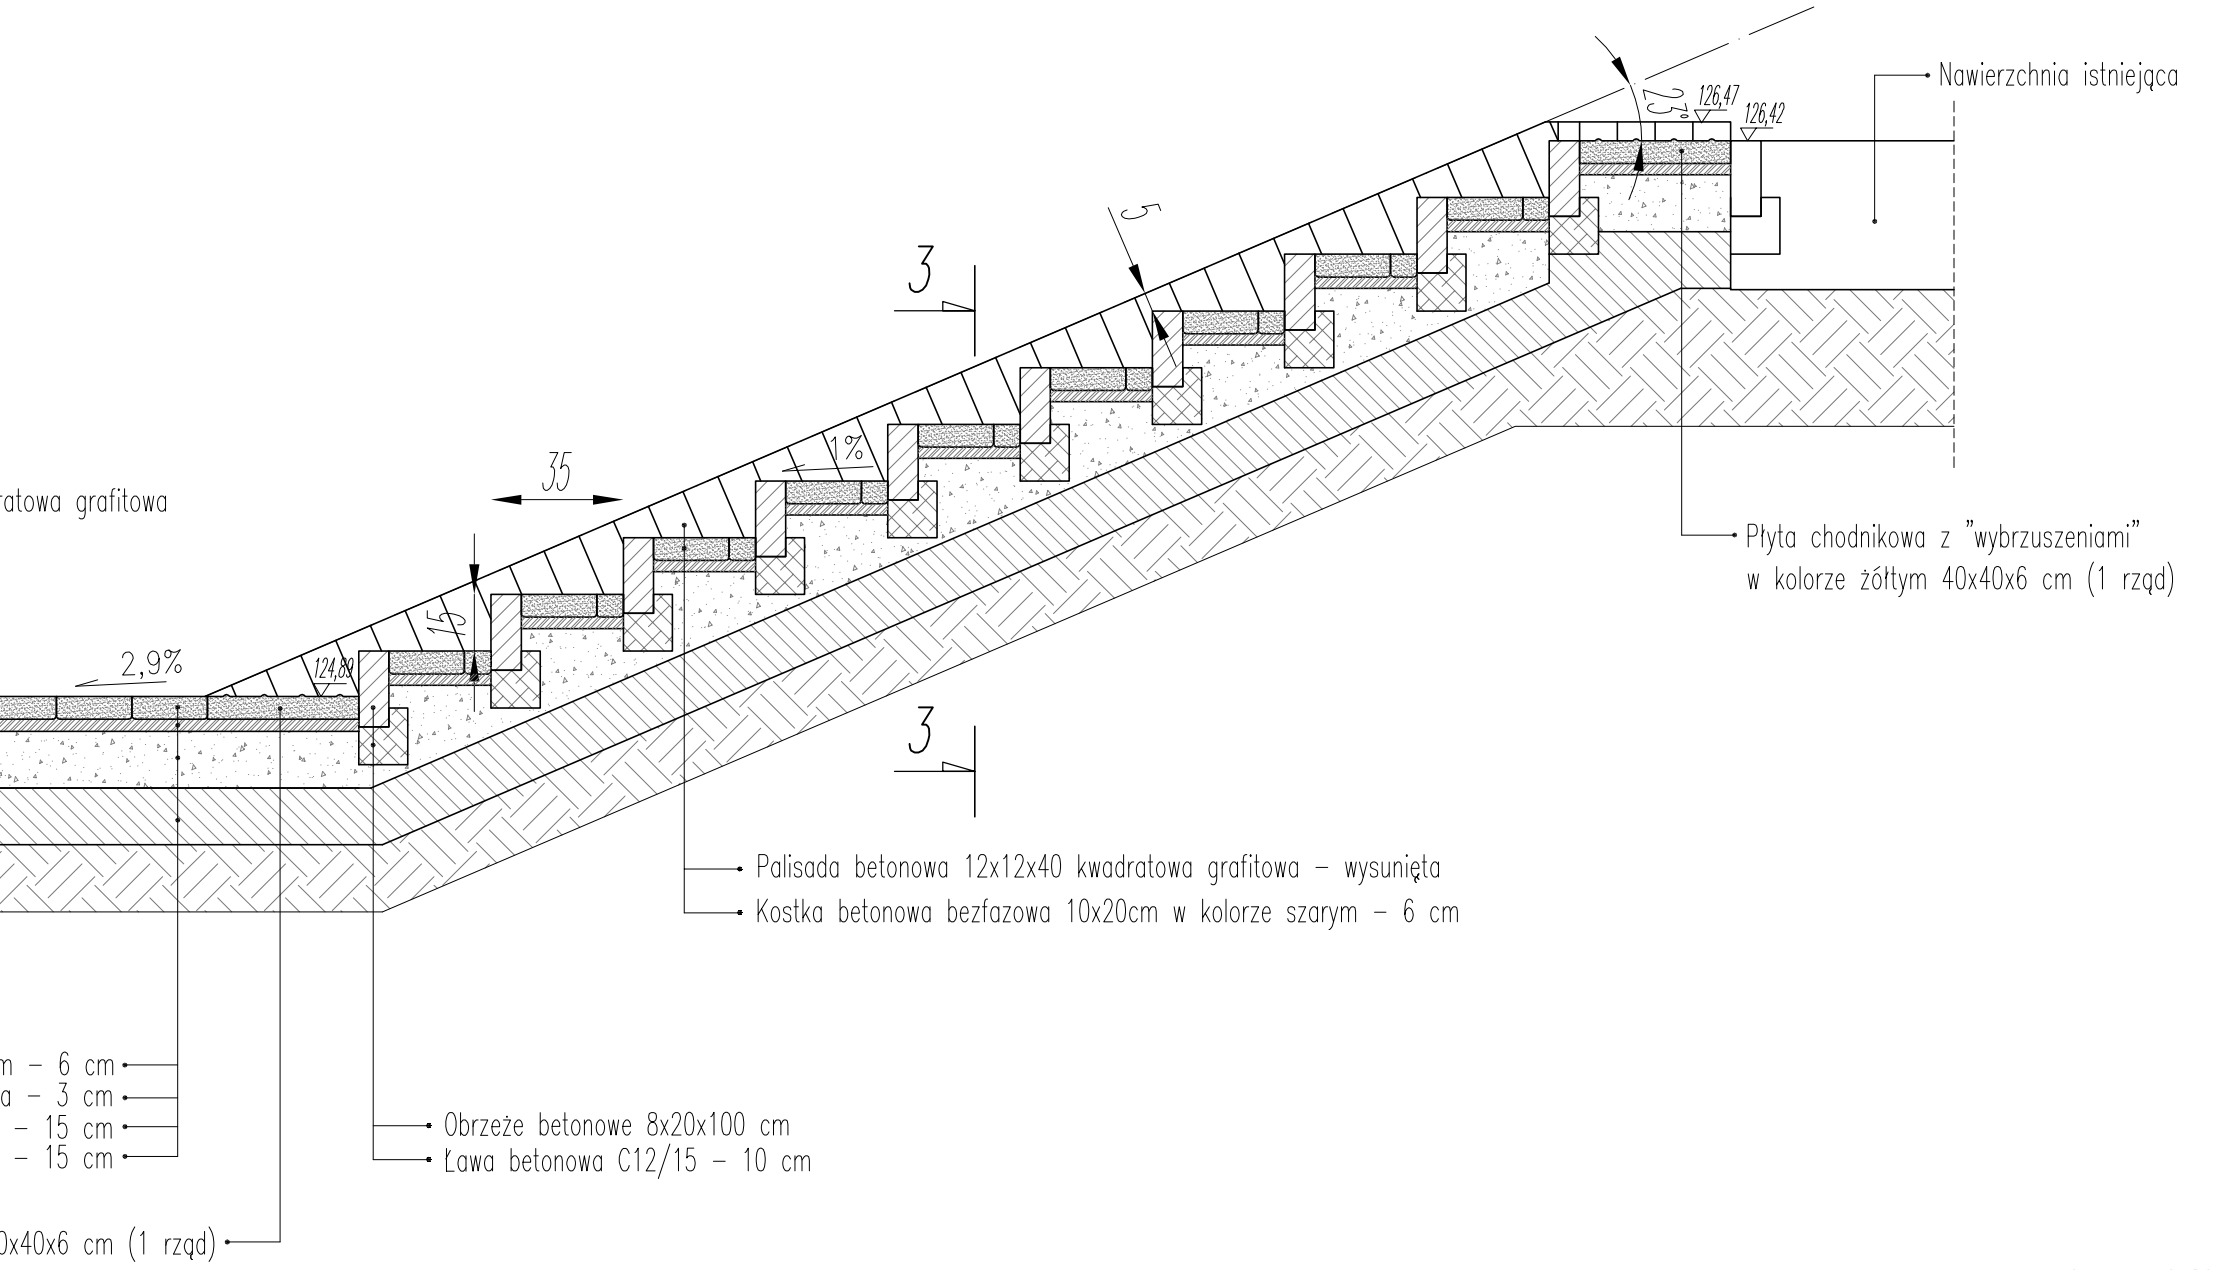 Nawierzchnia istniejąca
23°
126,47
126,42
5
3
1%
35
ratowa grafitowa
Płyta chodnikowa z "wybrzuszeniami"
w kolorze żółtym 40x40x6 cm (1 rząd)
15
2,9%
124,89
3
Palisada betonowa 12x12x40 kwadratowa grafitowa – wysunięta
Kostka betonowa bezfazowa 10x20cm w kolorze szarym – 6 cm
m – 6 cm
a – 3 cm
– 15 cm
– 15 cm
Obrzeże betonowe 8x20x100 cm
Ława betonowa C12/15 – 10 cm
0x40x6 cm (1 rząd)